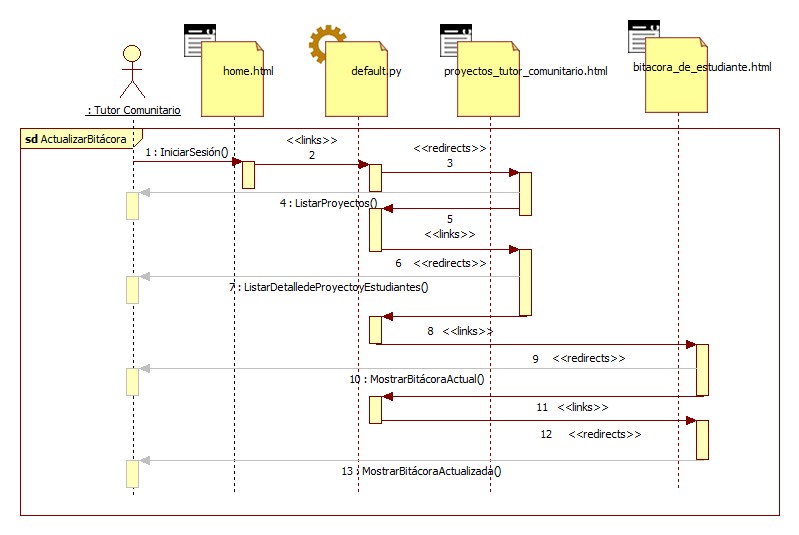 home.html
default.py
proyectos_tutor_comunitario.html
bitacora_de_estudiante.html
: Tutor Comunitario
sd ActualizarBitácora
1 : IniciarSesión()
<<links>>
2
<<redirects>>
3
4 : ListarProyectos()
5
<<links>>
6 <<redirects>>
7 : ListarDetalledeProyectoyEstudiantes()
8 <<links>>
9 <<redirects>>
10 : MostrarBitácoraActual()
11 <<links>>
12 <<redirects>>
13 : MostrarBitácoraActualizada()